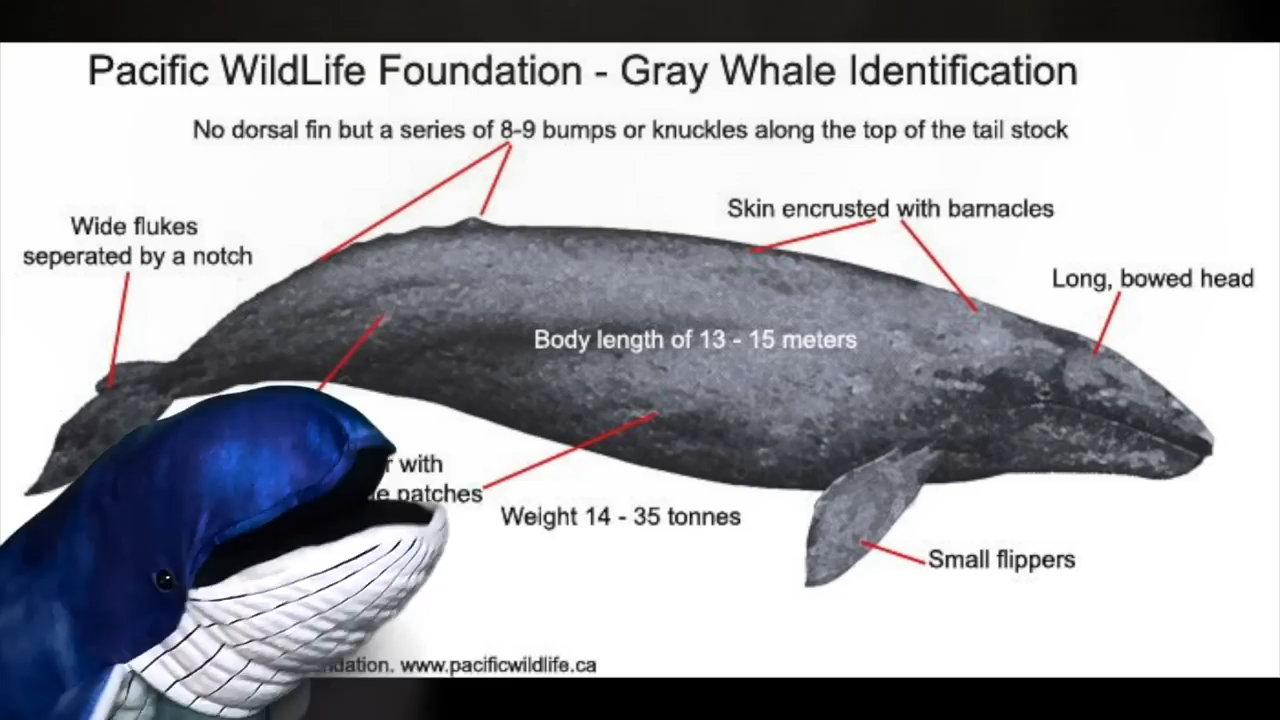 Pacific WildLife Foundation - Gray Whale Identification
No dorsal fin but a series of 8-9 bumps or knuckles along the top of the tail stock
Wide flukes
seperated by a notch
Skin encrusted with barnacles
Long, bowed head
Body length of 13 - 15 meters
with
patches
Weight 14 - 35 tonnes
Small flippers
www.pacificwildlife.ca